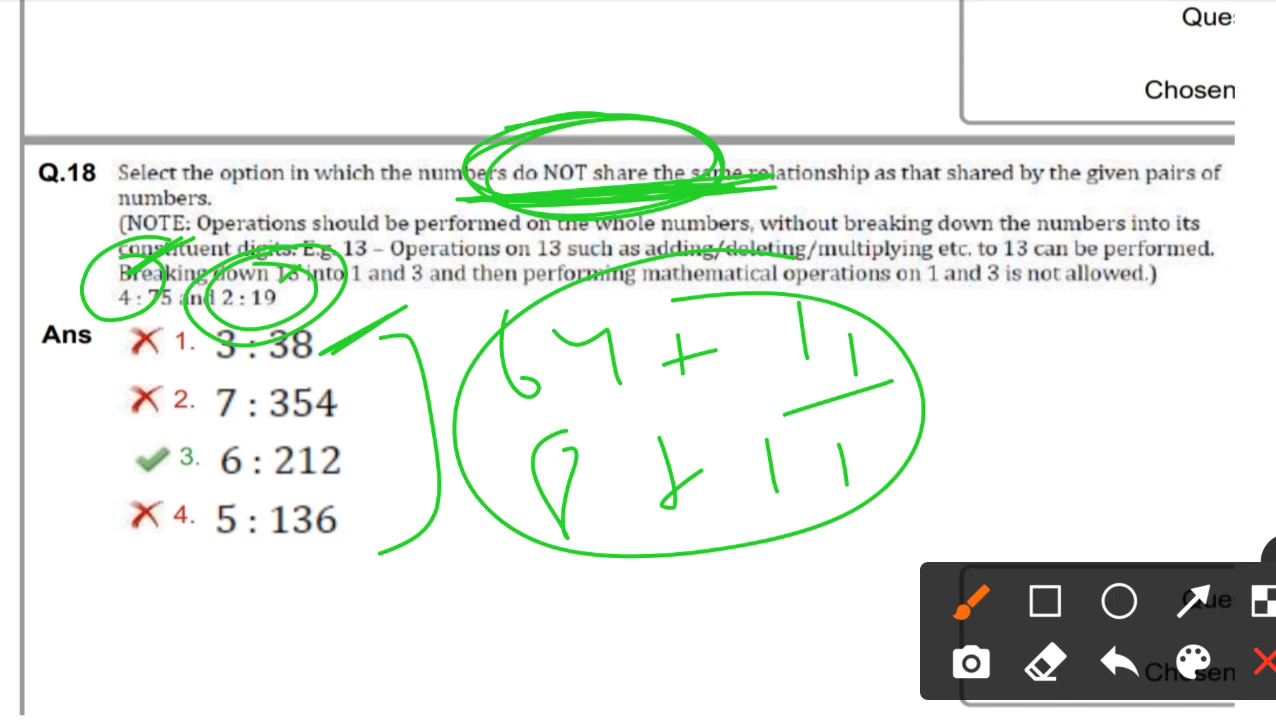 Que
Chosen
Q.18 Select the option in which the numbers do NOT share the same relationship as that shared by the given pairs of
numbers.
(NOTE: Operations should be performed on the whole numbers, without breaking down the numbers into its
constituent digits. E.g. 13 – Operations on 13 such as adding/deleting/multiplying etc. to 13 can be performed.
Breaking down 13 into 1 and 3 and then performing mathematical operations on 1 and 3 is not allowed.)
4 : 75 and 2 : 19
Ans 1. 3 : 38
2. 7 : 354
3. 6 : 212
4. 5 : 136
64 + 11
8 + 11
Que
Chosen